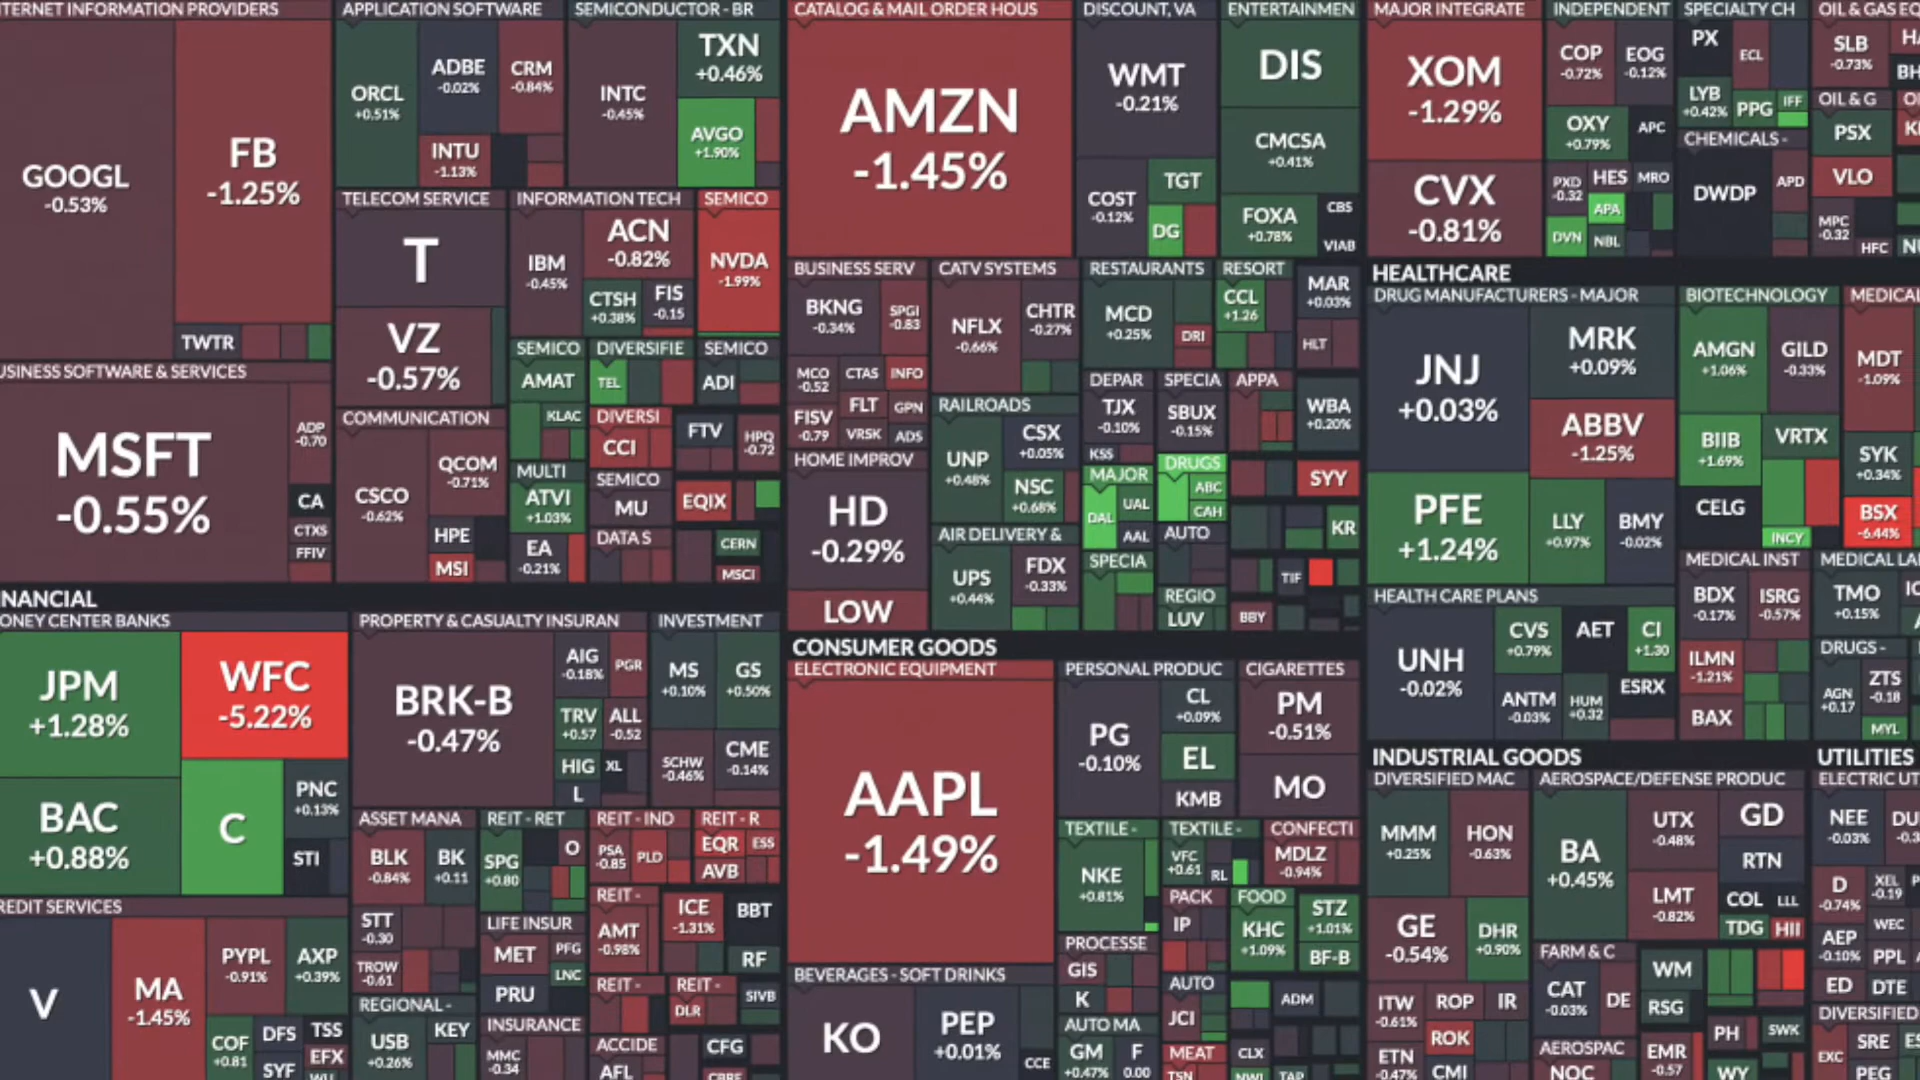 TERNET INFORMATION PROVIDERS
GOOGL
-0.53%
FB
-1.25%
TWTR
USINESS SOFTWARE & SERVICES
MSFT
-0.55%
ADP
-0.70
CA
CTXS
FFIV
APPLICATION SOFTWARE
ORCL
+0.51%
ADBE
-0.02%
CRM
-0.84%
INTU
-1.13%
SEMICONDUCTOR - BR
INTC
-0.45%
TXN
+0.46%
AVGO
+1.90%
TELECOM SERVICE
T
VZ
-0.57%
INFORMATION TECH
IBM
-0.45%
ACN
-0.82%
CTSH
+0.38%
FIS
-0.15
SEMICO
NVDA
-1.99%
COMMUNICATION
CSCO
-0.62%
QCOM
-0.71%
HPE
MSI
SEMICO
AMAT
KLAC
DIVERSIFIE
TEL
SEMICO
ADI
DIVERSI
CCI
FTV
HPQ
-0.72
MULTI
ATVI
+1.03%
EA
-0.21%
SEMICO
MU
EQIX
DATA S
CERN
MSCI
NANCIAL
ONEY CENTER BANKS
JPM
+1.28%
WFC
-5.22%
BAC
+0.88%
C
PNC
+0.13%
STI
REDIT SERVICES
V
MA
-1.45%
PYPL
-0.91%
AXP
+0.39%
COF
+0.81
DFS
TSS
SYF
EFX
WU
PROPERTY & CASUALTY INSURAN
BRK-B
-0.47%
AIG
-0.18%
PGR
TRV
+0.57
ALL
-0.52
HIG
XL
L
INVESTMENT
MS
+0.10%
GS
+0.50%
SCHW
-0.46%
CME
-0.14%
ASSET MANA
BLK
-0.84%
BK
+0.11
STT
-0.30
TROW
-0.61
REIT - RET
SPG
+0.80
O
REIT - IND
PSA
-0.85
PLD
REIT - R
EQR
ESS
AVB
REIT -
AMT
-0.98%
ICE
-1.31%
BBT
RF
LIFE INSUR
MET
PFG
LNC
PRU
REIT -
REIT -
DLR
SIVB
REGIONAL -
USB
+0.26%
KEY
INSURANCE
MMC
-0.34
ACCIDE
AFL
CFG
CBRE
CATALOG & MAIL ORDER HOUS
AMZN
-1.45%
DISCOUNT, VA
WMT
-0.21%
COST
-0.12%
TGT
DG
ENTERTAINMEN
DIS
CMCSA
+0.41%
FOXA
+0.78%
CBS
VIAB
BUSINESS SERV
BKNG
-0.34%
SPGI
-0.83
MCO
-0.52
CTAS
INFO
FISV
-0.79
FLT
GPN
VRSK
ADS
CATV SYSTEMS
NFLX
-0.66%
CHTR
-0.27%
RESTAURANTS
MCD
+0.25%
DRI
RESORT
CCL
+1.26
MAR
+0.03%
HLT
RAILROADS
UNP
+0.48%
CSX
+0.05%
NSC
+0.68%
DEPAR
TJX
-0.10%
KSS
SPECIA
SBUX
-0.15%
APPA
WBA
+0.20%
HOME IMPROV
HD
-0.29%
LOW
MAJOR
DAL
UAL
AAL
DRUGS
ABC
CAH
SYY
KR
AIR DELIVERY &
UPS
+0.44%
FDX
-0.33%
SPECIA
AUTO
REGIO
LUV
TIF
BBY
CONSUMER GOODS
ELECTRONIC EQUIPMENT
AAPL
-1.49%
PERSONAL PRODUC
PG
-0.10%
CL
+0.09%
EL
KMB
CIGARETTES
PM
-0.51%
MO
TEXTILE -
NKE
+0.81%
TEXTILE -
VFC
+0.61
RL
CONFECTI
MDLZ
-0.94%
PACK
IP
FOOD
KHC
+1.09%
STZ
+1.01%
BF-B
BEVERAGES - SOFT DRINKS
KO
PEP
+0.01%
CCE
PROCESSE
GIS
K
AUTO
JCI
ADM
AUTO MA
GM
+0.47%
F
0.00
MEAT
TSN
CLX
NWL
TAP
MAJOR INTEGRATE
XOM
-1.29%
CVX
-0.81%
INDEPENDENT
COP
-0.72%
EOG
-0.12%
OXY
+0.79%
APC
PXD
-0.32
HES
MRO
APA
DVN
NBL
SPECIALTY CH
PX
ECL
LYB
+0.42%
PPG
IFF
CHEMICALS -
DWDP
APD
OIL & GAS EQ
SLB
-0.73%
HA
BH
OIL & G
PSX
VLO
MPC
-0.32
HFC
HEALTHCARE
DRUG MANUFACTURERS - MAJOR
JNJ
+0.03%
MRK
+0.09%
ABBV
-1.25%
PFE
+1.24%
LLY
+0.97%
BMY
-0.02%
BIOTECHNOLOGY
AMGN
+1.06%
GILD
-0.33%
BIIB
+1.69%
VRTX
CELG
INCY
MEDICAL
MDT
-1.09%
SYK
+0.34%
BSX
-6.44%
HEALTH CARE PLANS
UNH
-0.02%
CVS
+0.79%
AET
CI
+1.30
ANTM
-0.03%
HUM
+0.32
ESRX
MEDICAL INST
BDX
-0.17%
ISRG
-0.57%
ILMN
-1.21%
BAX
MEDICAL LA
TMO
+0.15%
DRUGS -
AGN
+0.17
ZTS
-0.18
MYL
INDUSTRIAL GOODS
DIVERSIFIED MAC
MMM
+0.25%
HON
-0.63%
GE
-0.54%
DHR
+0.90%
ITW
-0.61%
ROP
IR
ROK
ETN
-0.47%
CMI
AEROSPACE/DEFENSE PRODUC
BA
+0.45%
UTX
-0.48%
GD
RTN
LMT
-0.82%
COL
LLL
TDG
HII
FARM & C
CAT
-0.03%
DE
WM
RSG
PH
SWK
AEROSPAC
NOC
EMR
-0.57
WY
UTILITIES
ELECTRIC UT
NEE
-0.03%
DU
D
-0.74%
XEL
-0.19
WEC
AEP
-0.10%
PPL
ED
DTE
DIVERSIFIED
EXC
SRE
PEG